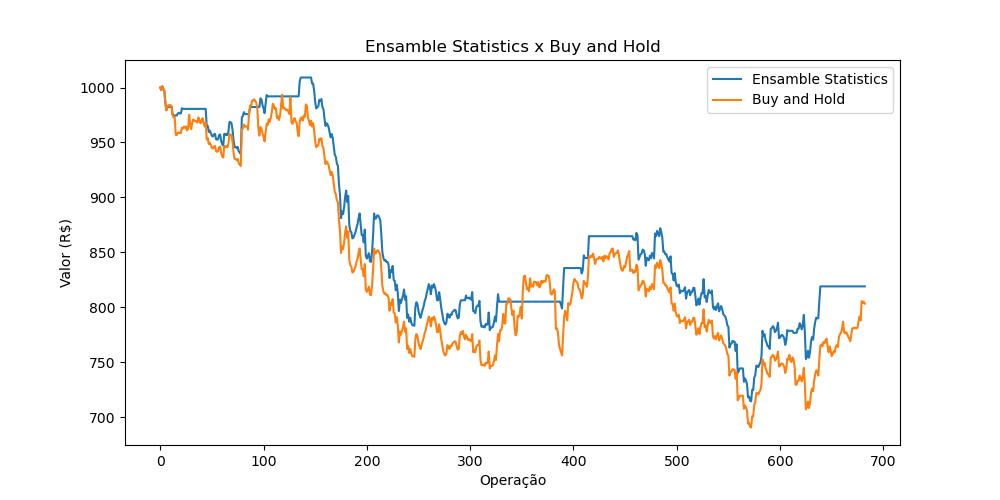 Ensamble Statistics x Buy and Hold
Ensamble Statistics
Buy and Hold
Valor (R$)
1000
950
900
850
800
750
700
0 100 200 300 400 500 600 700
Operação